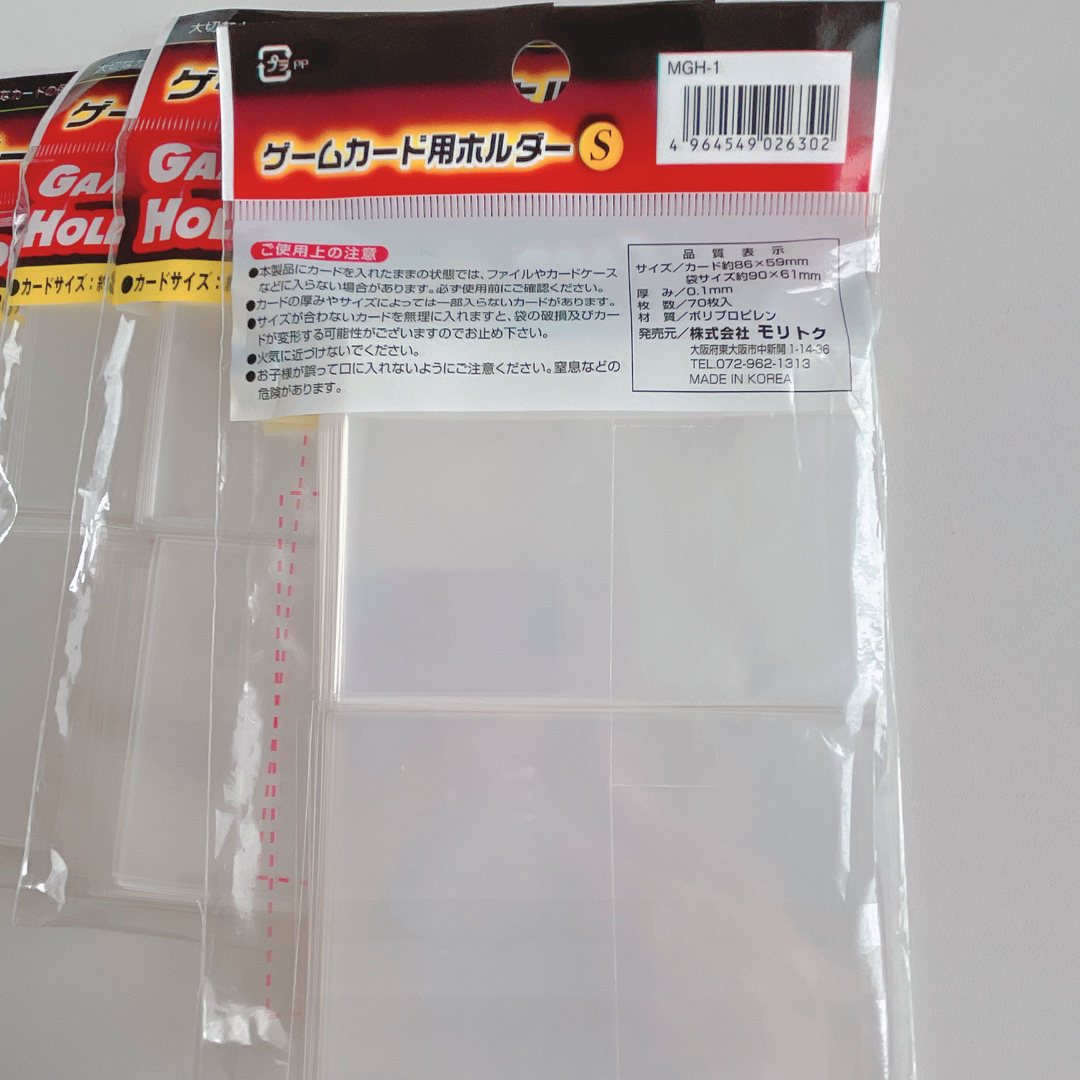 大切な
ゲー
GA
HOL
●カードサイズ：
ゲー
GA
HOL
●カードサイズ：
プラ PP
MGH-1
4 964549 026302
ゲームカード用ホルダー S
ご使用上の注意
●本製品にカードを入れたままの状態では、ファイルやカードケース
などに入らない場合があります。必ず使用前にご確認ください。
●カードの厚みやサイズによっては一部入らないカードがあります。
●サイズが合わないカードを無理に入れますと、袋の破損及びカー
ドが変形する可能性がございますのでお止め下さい。
●火気に近づけないでください。
●お子様が誤って口に入れないようにご注意ください。窒息などの
危険があります。
品質表示
サイズ／カード約86×59mm
袋サイズ約90×61mm
厚み／0.1mm
枚数／70枚入
材質／ポリプロピレン
発売元／株式会社 モリトク
大阪府東大阪市中新開 1-14-36
TEL.072-962-1313
MADE IN KOREA